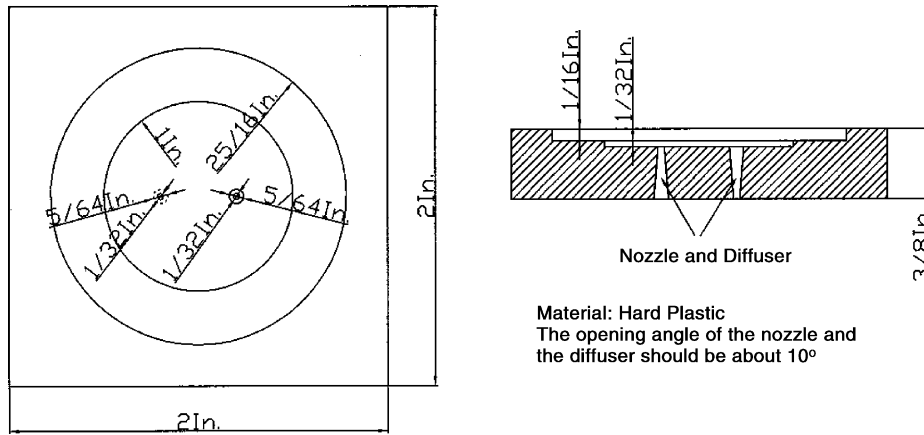 1In.
25/16In.
5/64In.
5/64In.
1/32In.
1/32In.
2In.
2In.
1/16In.
1/32In.
3/8In
Nozzle and Diffuser
Material: Hard Plastic
The opening angle of the nozzle and
the diffuser should be about 10º